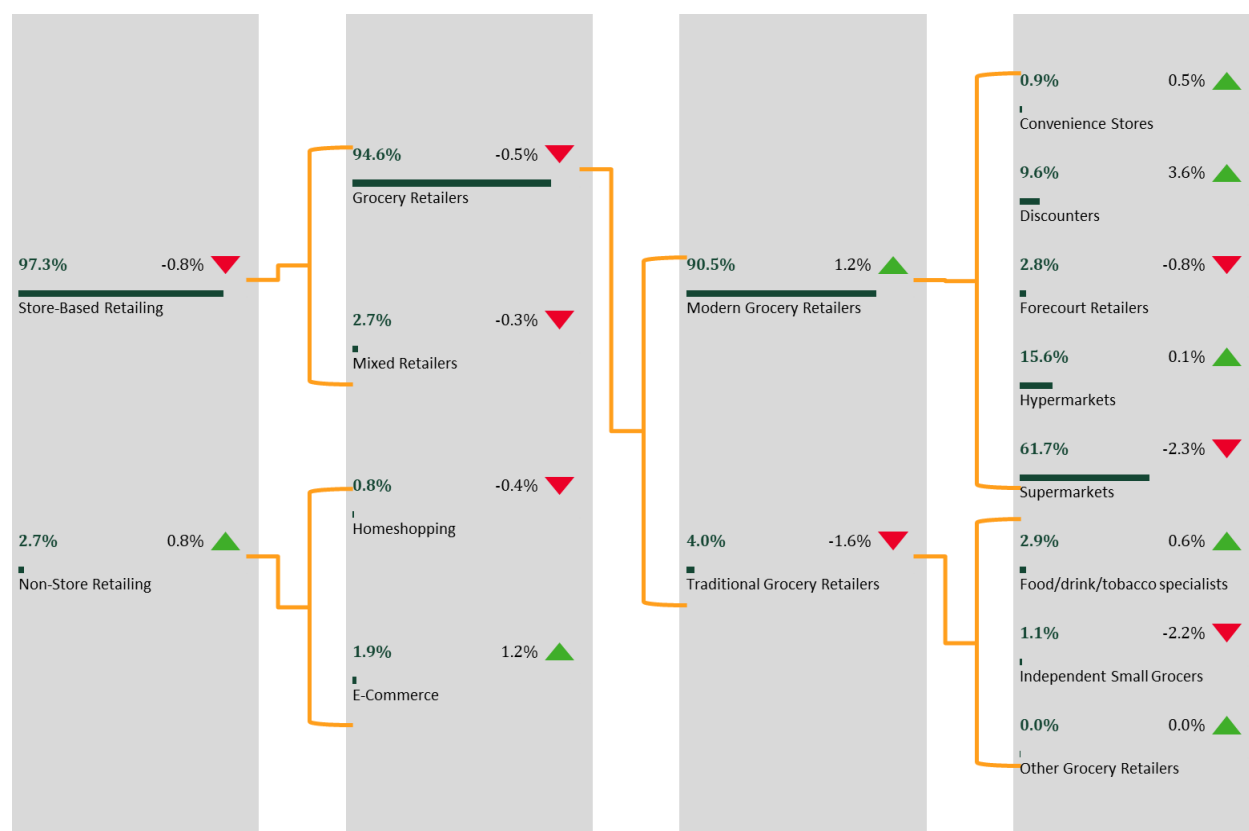 97.3% -0.8%
Store-Based Retailing
2.7% 0.8%
Non-Store Retailing
94.6% -0.5%
Grocery Retailers
2.7% -0.3%
Mixed Retailers
0.8% -0.4%
Homeshopping
1.9% 1.2%
E-Commerce
90.5% 1.2%
Modern Grocery Retailers
4.0% -1.6%
Traditional Grocery Retailers
0.9% 0.5%
Convenience Stores
9.6% 3.6%
Discounters
2.8% -0.8%
Forecourt Retailers
15.6% 0.1%
Hypermarkets
61.7% -2.3%
Supermarkets
2.9% 0.6%
Food/drink/tobacco specialists
1.1% -2.2%
Independent Small Grocers
0.0% 0.0%
Other Grocery Retailers